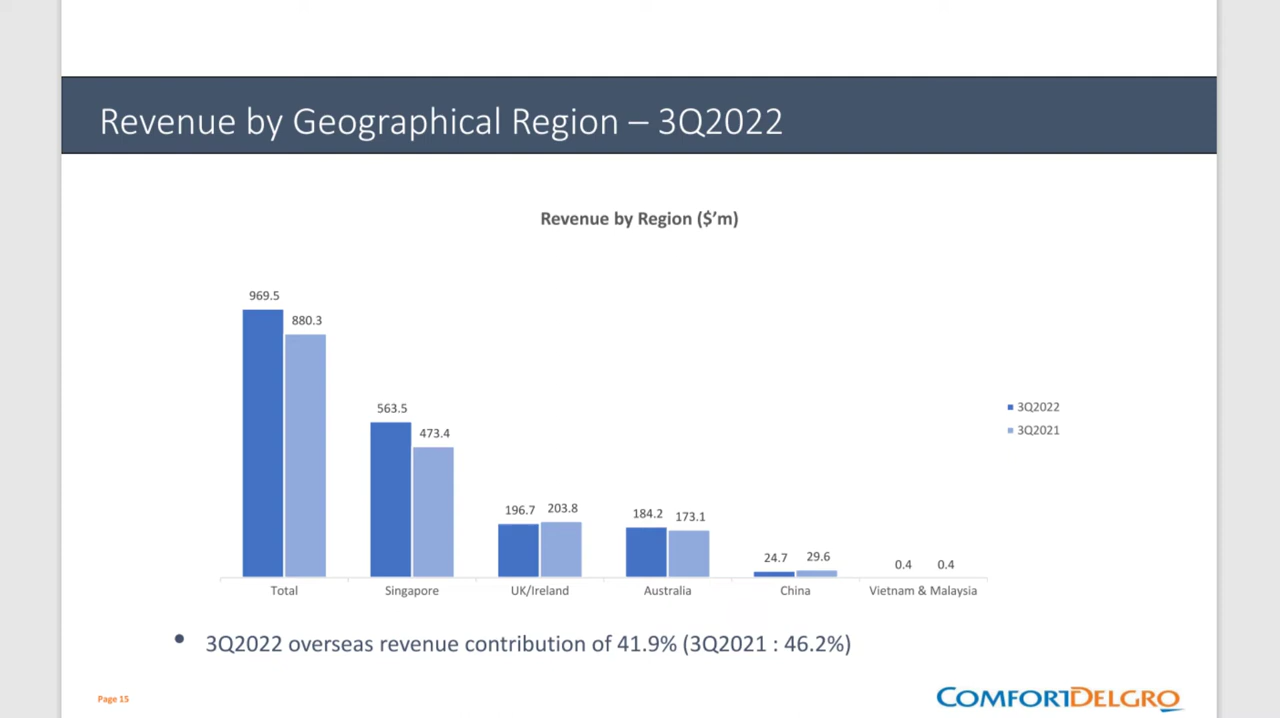 Revenue by Geographical Region – 3Q2022
Revenue by Region ($'m)
969.5
880.3
563.5
473.4
196.7
203.8
184.2
173.1
24.7
29.6
0.4
0.4
3Q2022
3Q2021
Total
Singapore
UK/Ireland
Australia
China
Vietnam & Malaysia
• 3Q2022 overseas revenue contribution of 41.9% (3Q2021 : 46.2%)
Page 15
COMFORTDELGRO